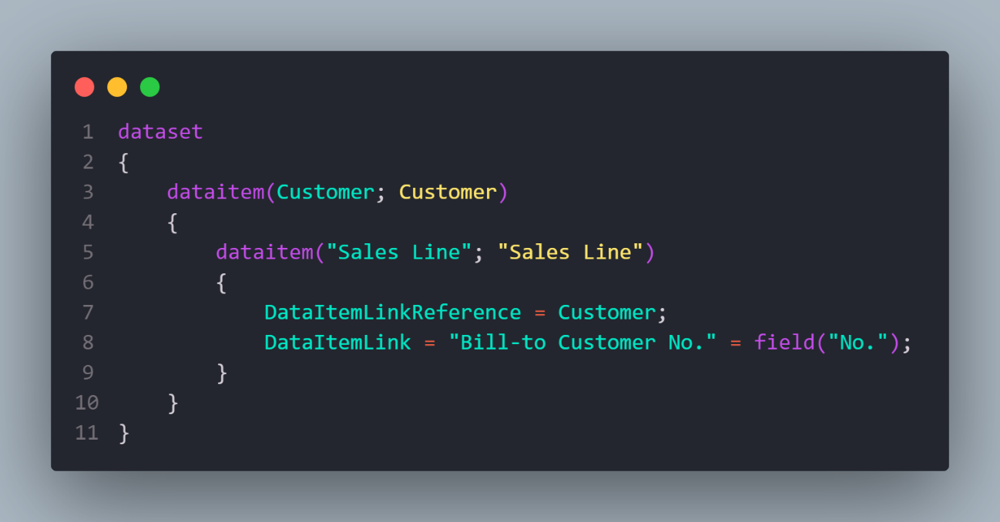 1 dataset
2 {
3     dataitem(Customer; Customer)
4     {
5         dataitem("Sales Line"; "Sales Line")
6         {
7             DataItemLinkReference = Customer;
8             DataItemLink = "Bill-to Customer No." = field("No.");
9         }
10     }
11 }